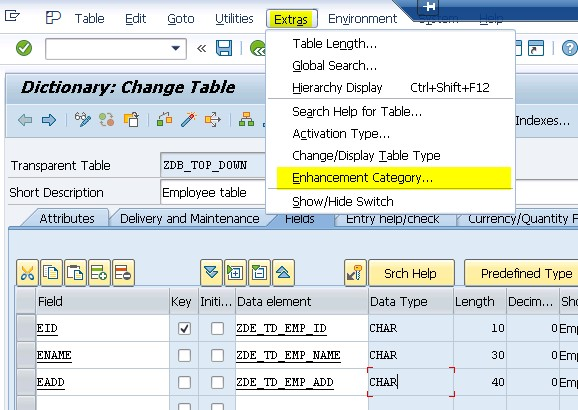 Table Edit Goto Utilities Extras Environment System Help
Table Length...
Global Search...
Hierarchy Display Ctrl+Shift+F12
Search Help for Table...
Activation Type...
Change/Display Table Type
Enhancement Category...
Show/Hide Switch
Dictionary: Change Table
Indexes...
Transparent Table ZDB_TOP_DOWN
Short Description Employee table
Attributes Delivery and Maintenance Fields Entry help/check Currency/Quantity F
Srch Help Predefined Type
Field Key Initi... Data element Data Type Length Decim... Sho
EID ZDE_TD_EMP_ID CHAR 10 0 Emp
ENAME ZDE_TD_EMP_NAME CHAR 30 0 Emp
EADD ZDE_TD_EMP_ADD CHAR 40 0 Emp